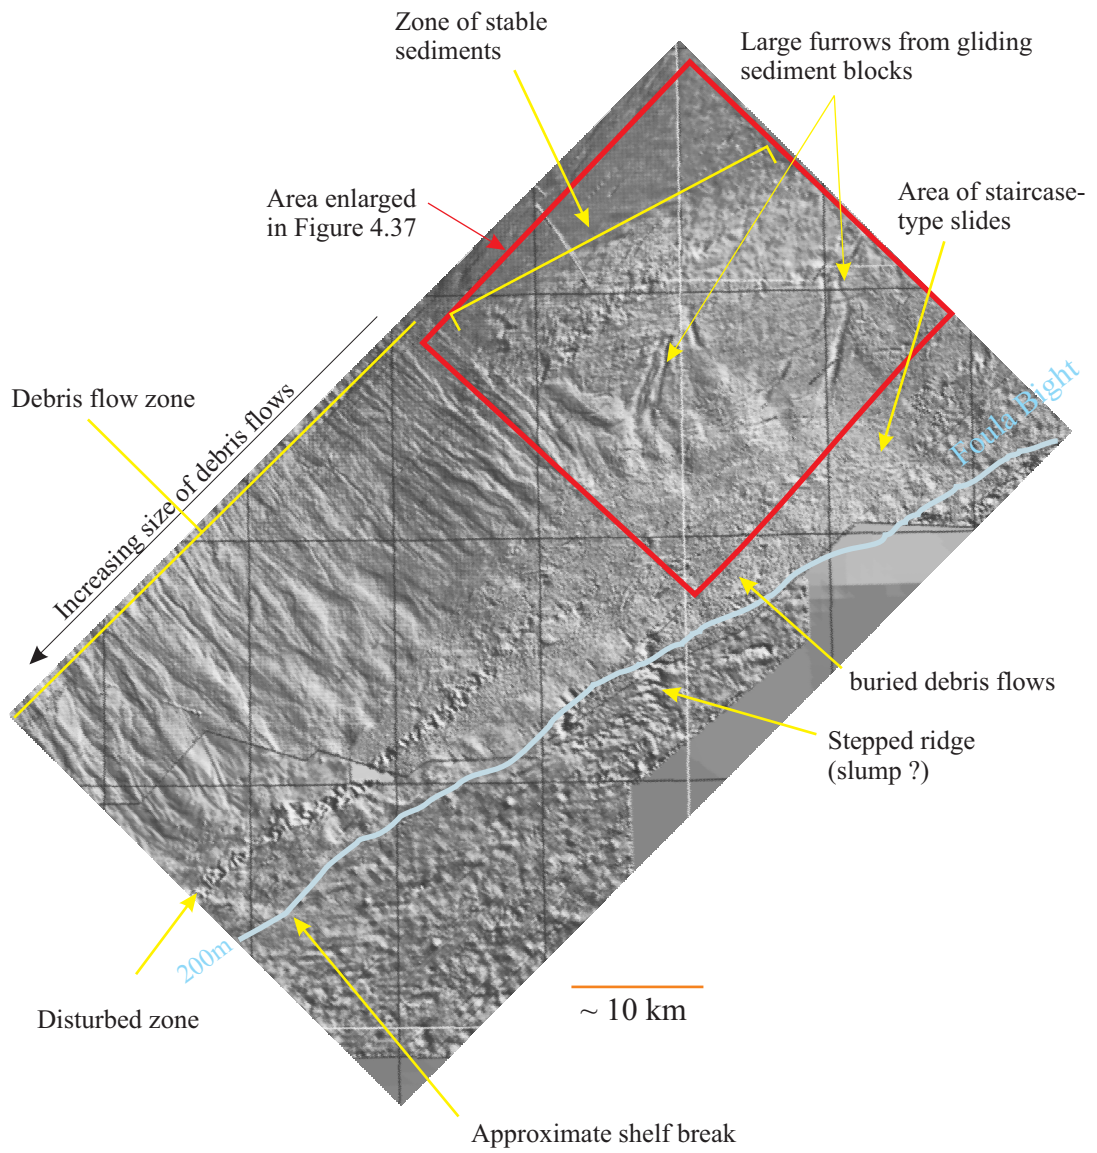 Zone of stable
sediments
Large furrows from gliding
sediment blocks
Area enlarged
in Figure 4.37
Area of staircase-
type slides
Debris flow zone
Increasing size of debris flows
Foula Bight
buried debris flows
Stepped ridge
(slump ?)
200m
Disturbed zone
~ 10 km
Approximate shelf break